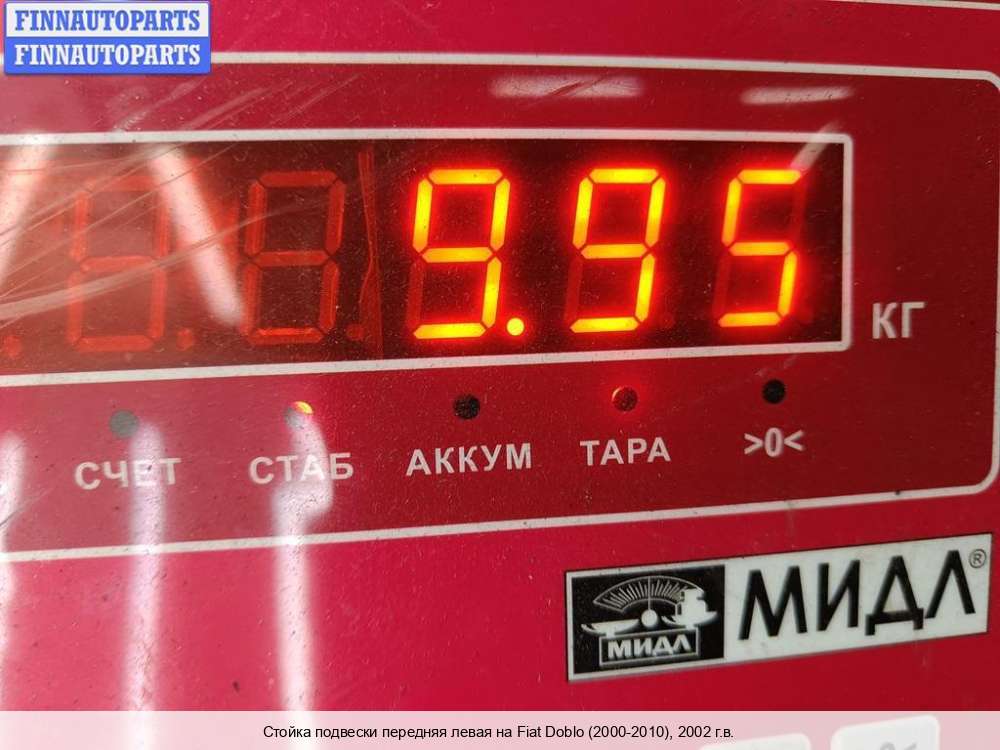 FINNAUTOPARTS
FINNAUTOPARTS
9.95
КГ
СЧЕТ СТАБ АККУМ ТАРА >0<
МИДЛ МИДЛ®
Стойка подвески передняя левая на Fiat Doblo (2000-2010), 2002 г.в.